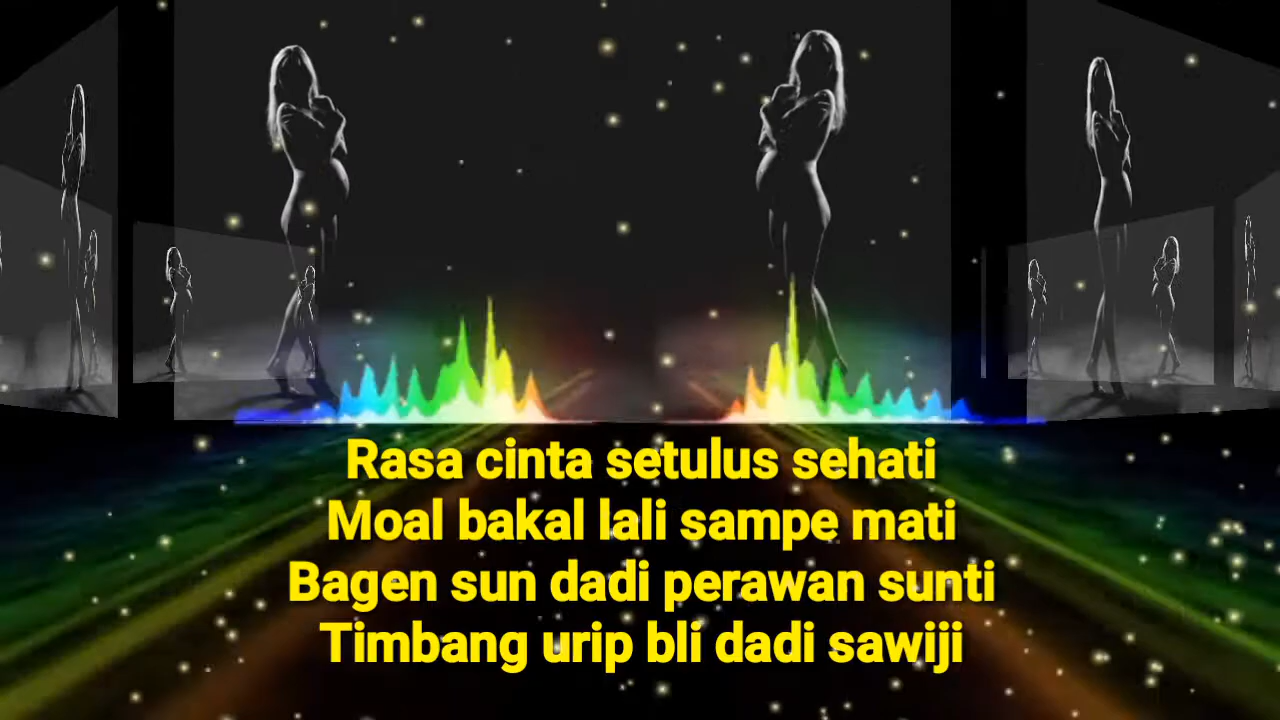 Rasa cinta setulus sehati
Moal bakal lali sampe mati
Bagen sun dadi perawan sunti
Timbang urip bli dadi sawiji